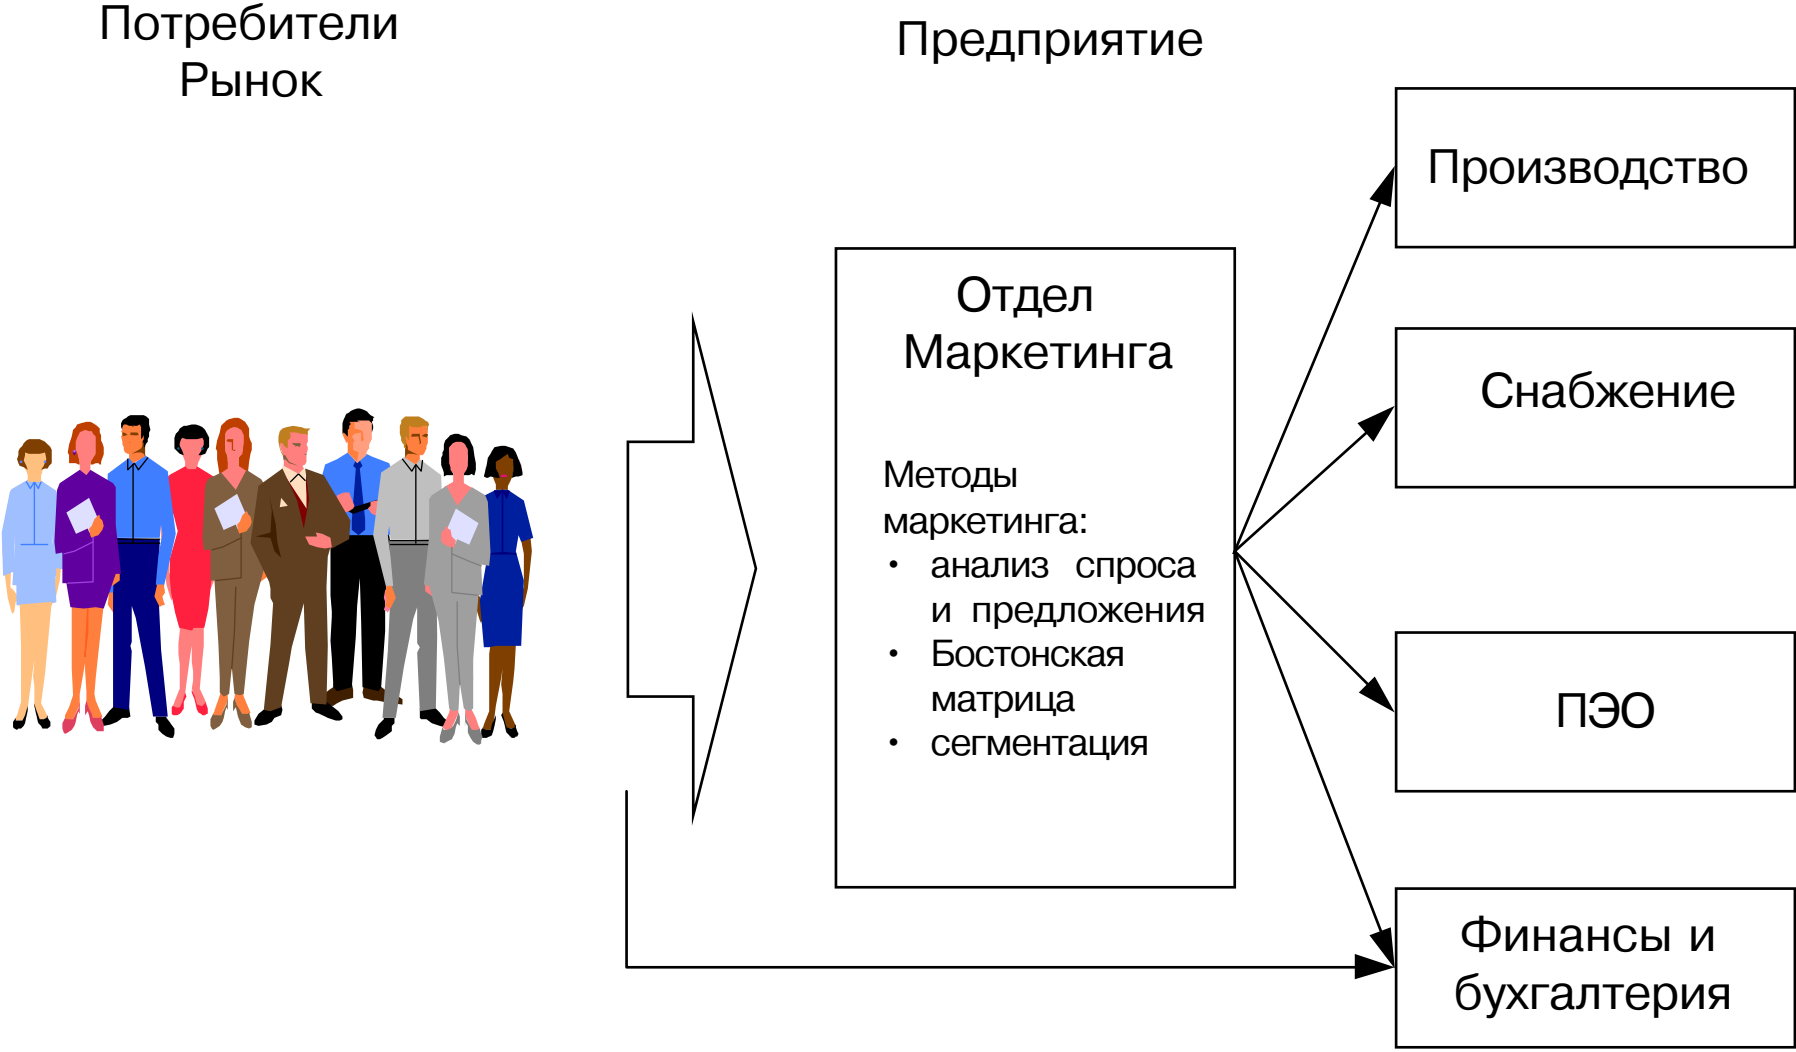 Потребители
Рынок
Предприятие
Производство
Отдел
Маркетинга
Снабжение
Методы
маркетинга:
• анализ спроса
и предложения
• Бостонская
матрица
• сегментация
ПЭО
Финансы и
бухгалтерия